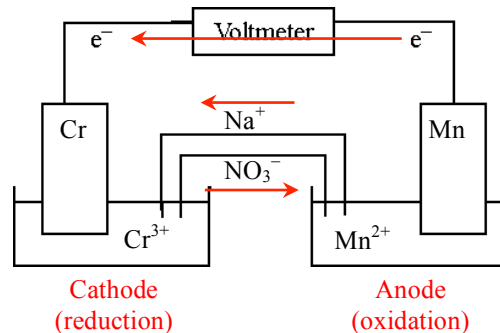 Voltmeter
e⁻
e⁻
Cr
Na⁺
Mn
NO₃⁻
Cr³⁺
Mn²⁺
Cathode
(reduction)
Anode
(oxidation)